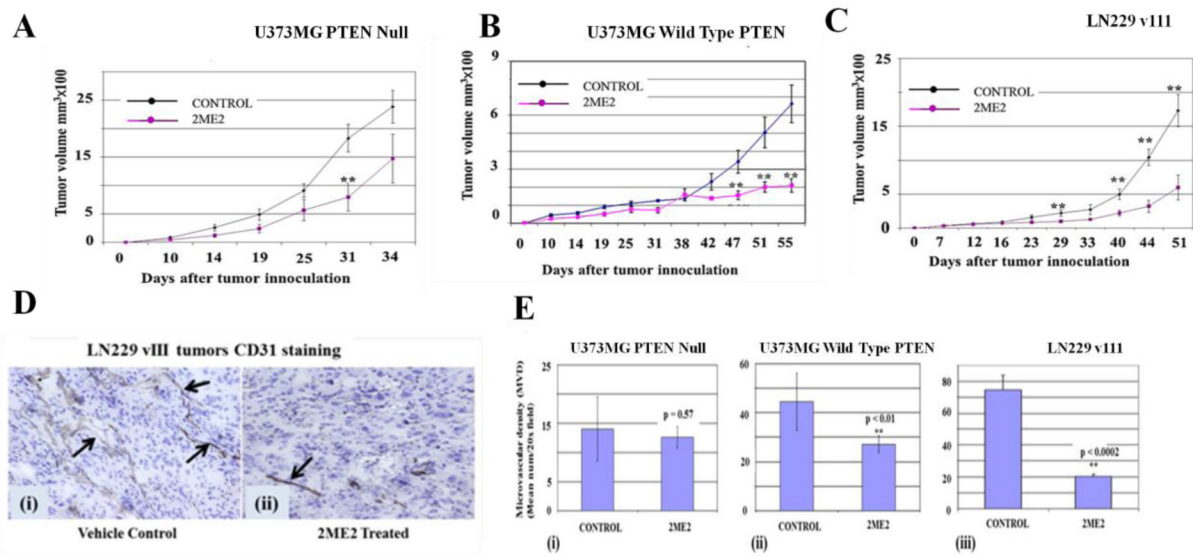 A
U373MG PTEN Null
Tumor volume mm³x100
25
15
5
0
CONTROL
2ME2
**
0 10 14 19 25 31 34
Days after tumor innoculation
B
U373MG Wild Type PTEN
Tumor volume mm³x100
9
6
4
2
0
CONTROL
2ME2
** ** **
0 10 14 19 25 31 38 42 47 51 55
Days after tumor innoculation
C
LN229 v111
Tumor volume mm³x100
25
15
5
0
CONTROL
2ME2
** ** ** **
0 7 12 16 23 29 33 40 44 51
Days after tumor innoculation
D
LN229 vIII tumors CD31 staining
(i)
(ii)
Vehicle Control
2ME2 Treated
E
U373MG PTEN Null
Microvascular density (MVD)
(Mean num/20x field)
25
15
10
5
0
p = 0.57
CONTROL 2ME2
(i)
U373MG Wild Type PTEN
60
40
20
0
p < 0.01
**
CONTROL 2ME2
(ii)
LN229 v111
80
60
40
20
0
p < 0.0002
**
CONTROL 2ME2
(iii)